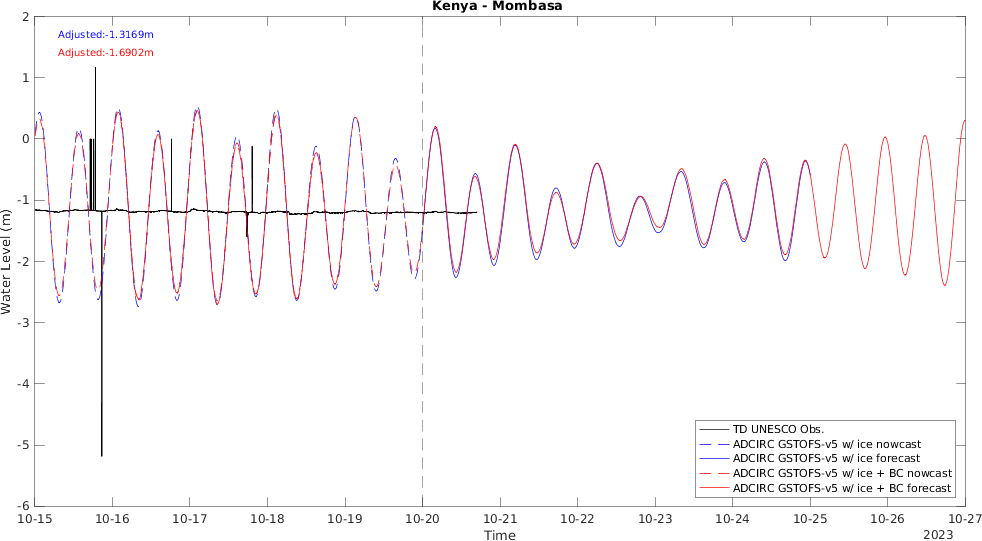 Kenya - Mombasa
Adjusted:-1.3169m
Adjusted:-1.6902m
2
1
0
-1
-2
-3
-4
-5
-6
Water Level (m)
TD UNESCO Obs.
ADCIRC GSTOFS-v5 w/ ice nowcast
ADCIRC GSTOFS-v5 w/ ice forecast
ADCIRC GSTOFS-v5 w/ ice + BC nowcast
ADCIRC GSTOFS-v5 w/ ice + BC forecast
10-15 10-16 10-17 10-18 10-19 10-20 10-21 10-22 10-23 10-24 10-25 10-26 10-27
Time
2023